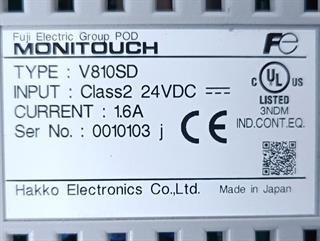 Fuji Electric Group POD
MONITOUCH
Fe
TYPE : V810SD
INPUT : Class2 24VDC
CURRENT : 1.6A
Ser No. : 0010103 j
CE
C UL US
LISTED
3NDM
IND.CONT.EQ.
Hakko Electronics Co.,Ltd. Made in Japan